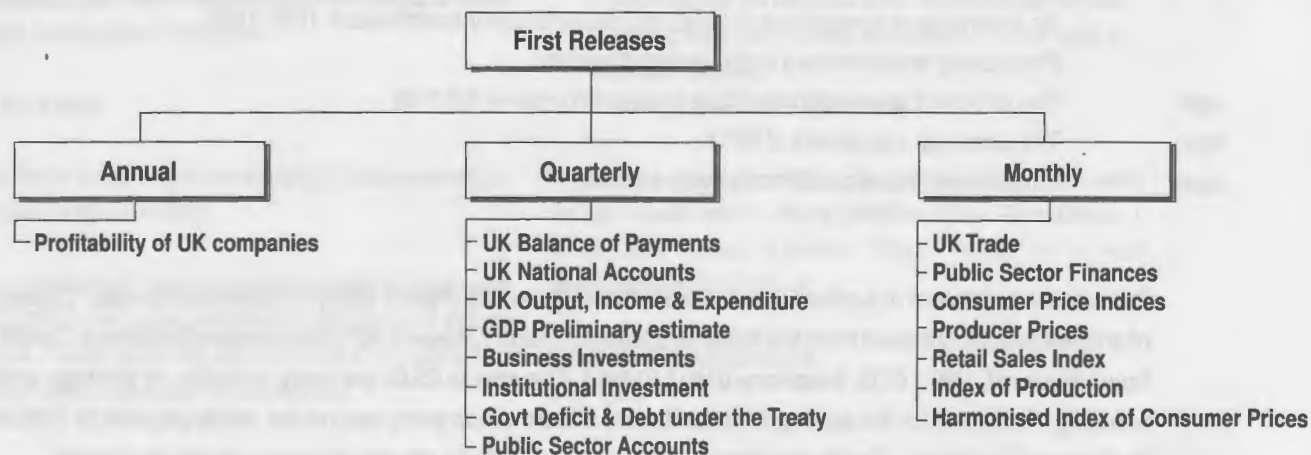 First Releases
Annual
Profitability of UK companies
Quarterly
UK Balance of Payments
UK National Accounts
UK Output, Income & Expenditure
GDP Preliminary estimate
Business Investments
Institutional Investment
Govt Deficit & Debt under the Treaty
Public Sector Accounts
Monthly
UK Trade
Public Sector Finances
Consumer Price Indices
Producer Prices
Retail Sales Index
Index of Production
Harmonised Index of Consumer Prices